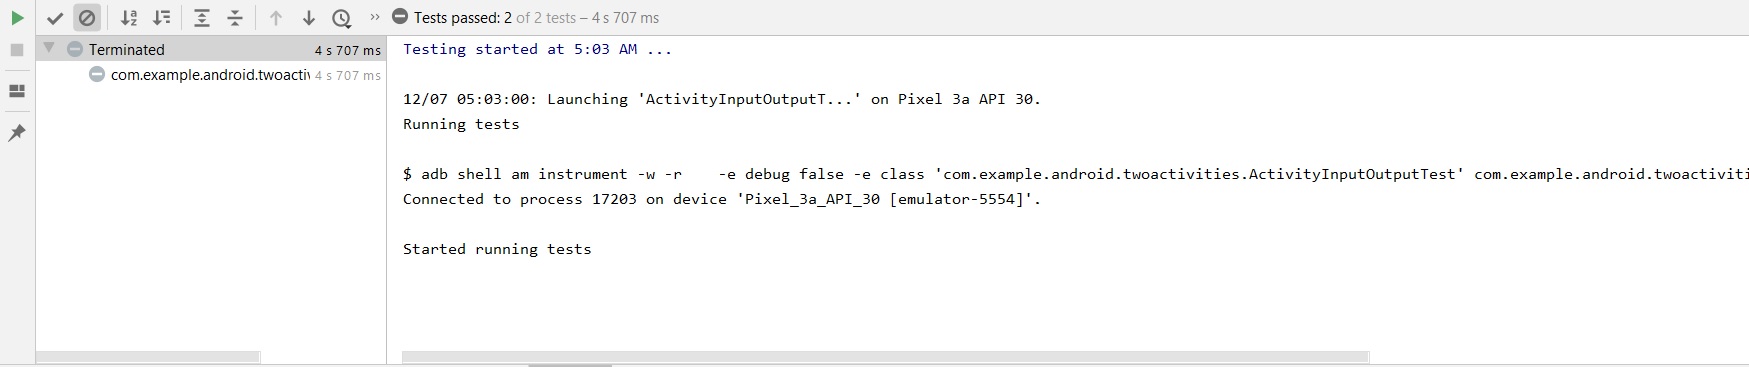 Tests passed: 2 of 2 tests – 4 s 707 ms
Terminated 4 s 707 ms
com.example.android.twoactiv 4 s 707 ms
Testing started at 5:03 AM ...
12/07 05:03:00: Launching 'ActivityInputOutputT...' on Pixel 3a API 30.
Running tests
$ adb shell am instrument -w -r    -e debug false -e class 'com.example.android.twoactivities.ActivityInputOutputTest' com.example.android.twoactiviti
Connected to process 17203 on device 'Pixel_3a_API_30 [emulator-5554]'.
Started running tests